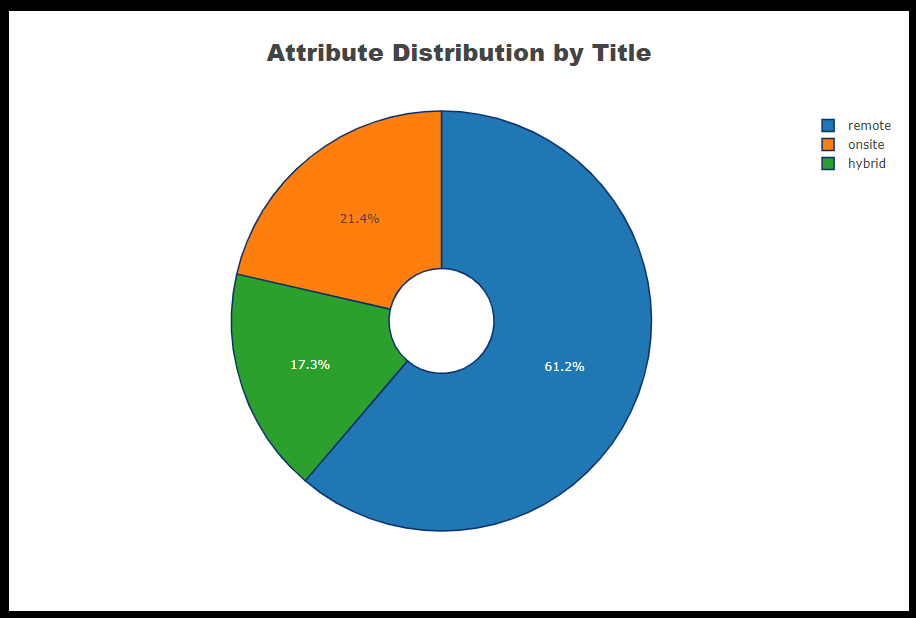 Attribute Distribution by Title
remote
onsite
hybrid
21.4%
17.3%
61.2%